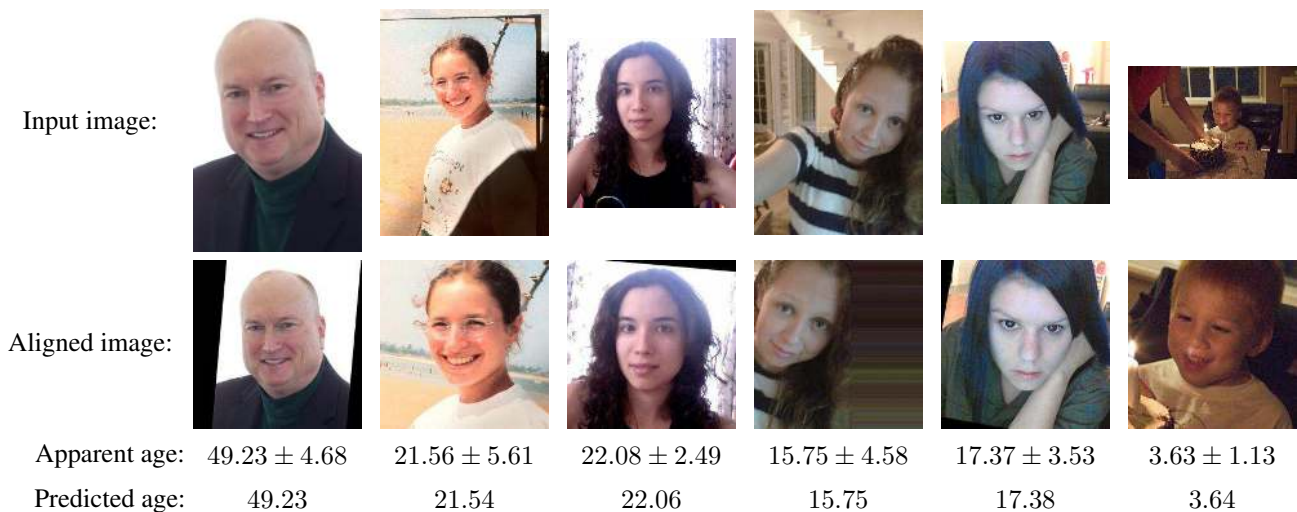 Input image:
Aligned image:
Apparent age: 49.23 ± 4.68 21.56 ± 5.61 22.08 ± 2.49 15.75 ± 4.58 17.37 ± 3.53 3.63 ± 1.13
Predicted age: 49.23 21.54 22.06 15.75 17.38 3.64